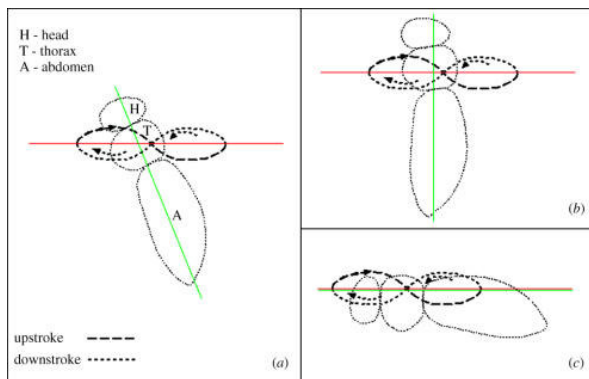 H - head
T - thorax
A - abdomen
H
T
A
upstroke
downstroke
(a)
(b)
(c)